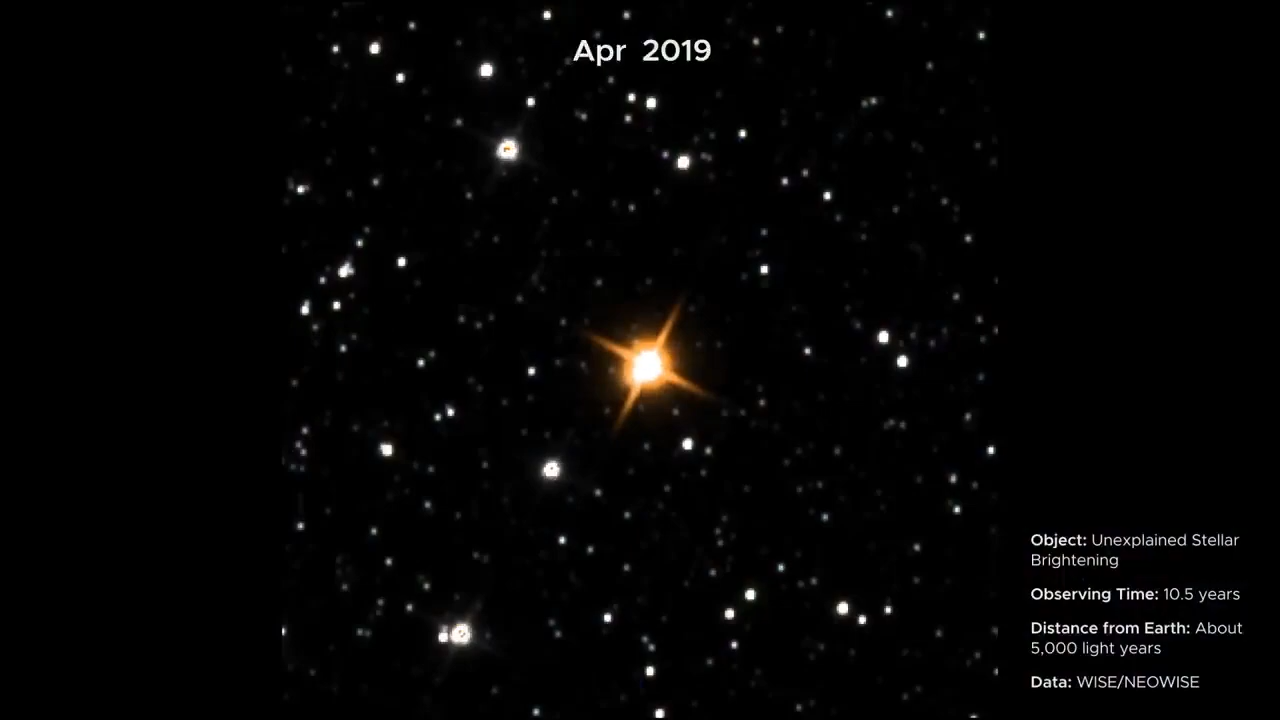 Apr 2019
Object: Unexplained Stellar
Brightening
Observing Time: 10.5 years
Distance from Earth: About
5,000 light years
Data: WISE/NEOWISE